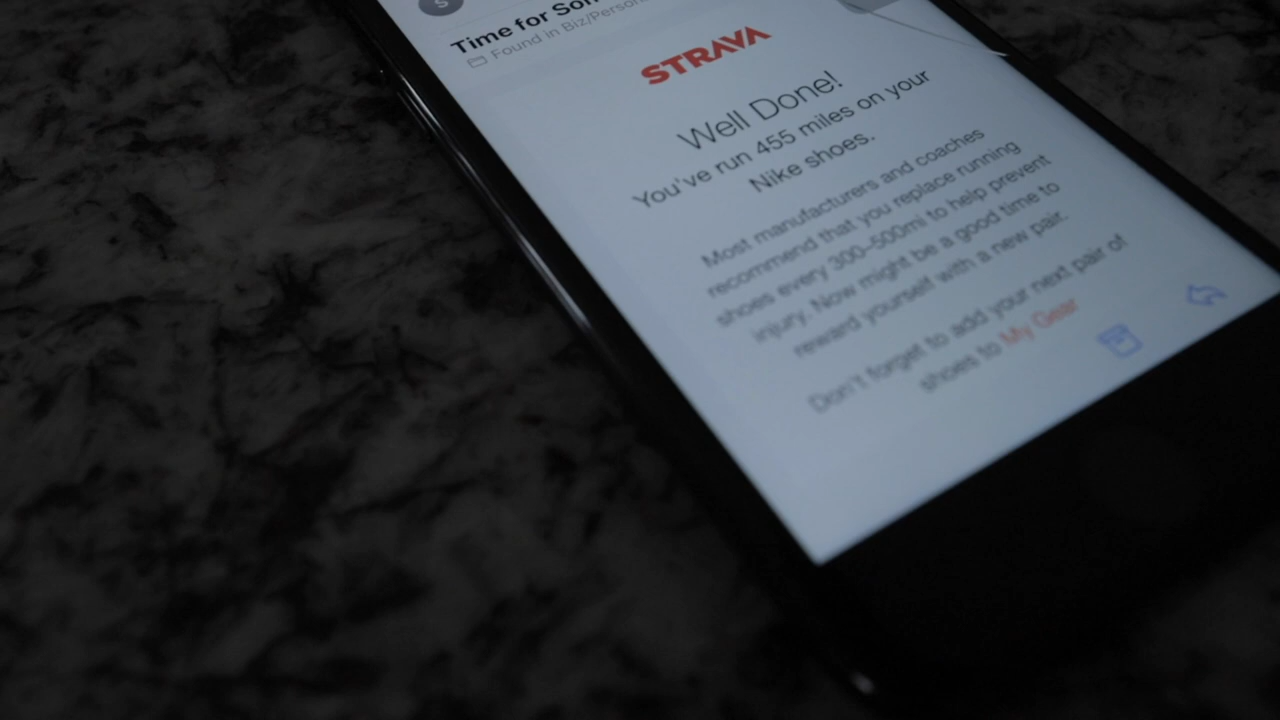 S
Time for Som
Found in Biz/Persona
STRAVA
Well Done!
You've run 455 miles on your
Nike shoes.
Most manufacturers and coaches
recommend that you replace running
shoes every 300-500mi to help prevent
injury. Now might be a good time to
reward yourself with a new pair.
Don't forget to add your next pair of
shoes to My Gear